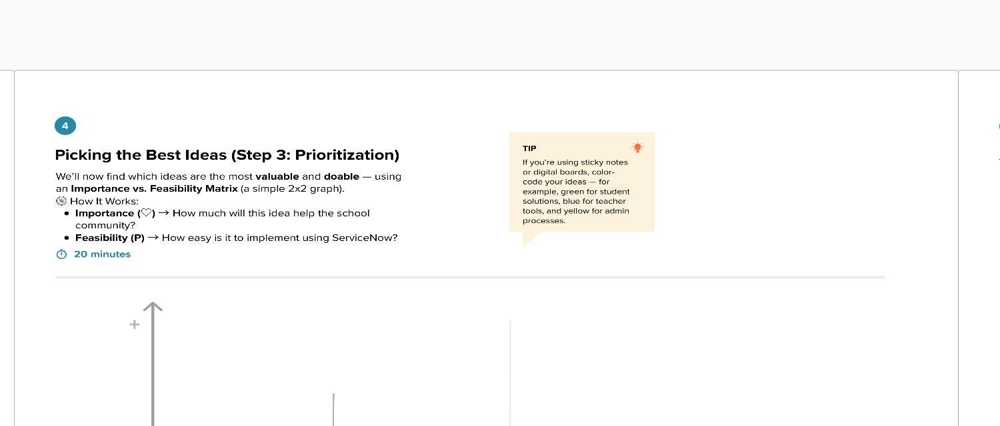 4
Picking the Best Ideas (Step 3: Prioritization)
We'll now find which ideas are the most valuable and doable — using
an Importance vs. Feasibility Matrix (a simple 2x2 graph).
How It Works:
• Importance (♡) → How much will this idea help the school
community?
• Feasibility (P) → How easy is it to implement using ServiceNow?
20 minutes
TIP
If you're using sticky notes
or digital boards, color-
code your ideas — for
example, green for student
solutions, blue for teacher
tools, and yellow for admin
processes.
+